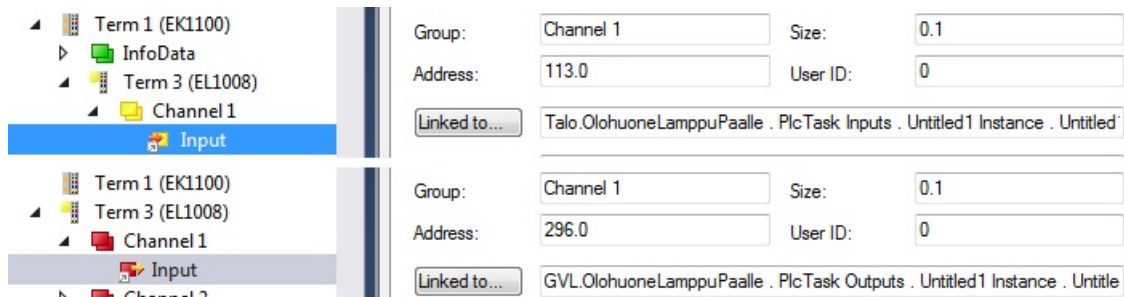 Term 1 (EK1100)
InfoData
Term 3 (EL1008)
Channel 1
Input
Group: Channel 1 Size: 0.1
Address: 113.0 User ID: 0
Linked to... Talo.OlohuoneLamppuPaalle . PlcTask Inputs . Untitled1 Instance . Untitled
Term 1 (EK1100)
Term 3 (EL1008)
Channel 1
Input
Channel 2
Group: Channel 1 Size: 0.1
Address: 296.0 User ID: 0
Linked to... GVL.OlohuoneLamppuPaalle . PlcTask Outputs . Untitled1 Instance . Untitle